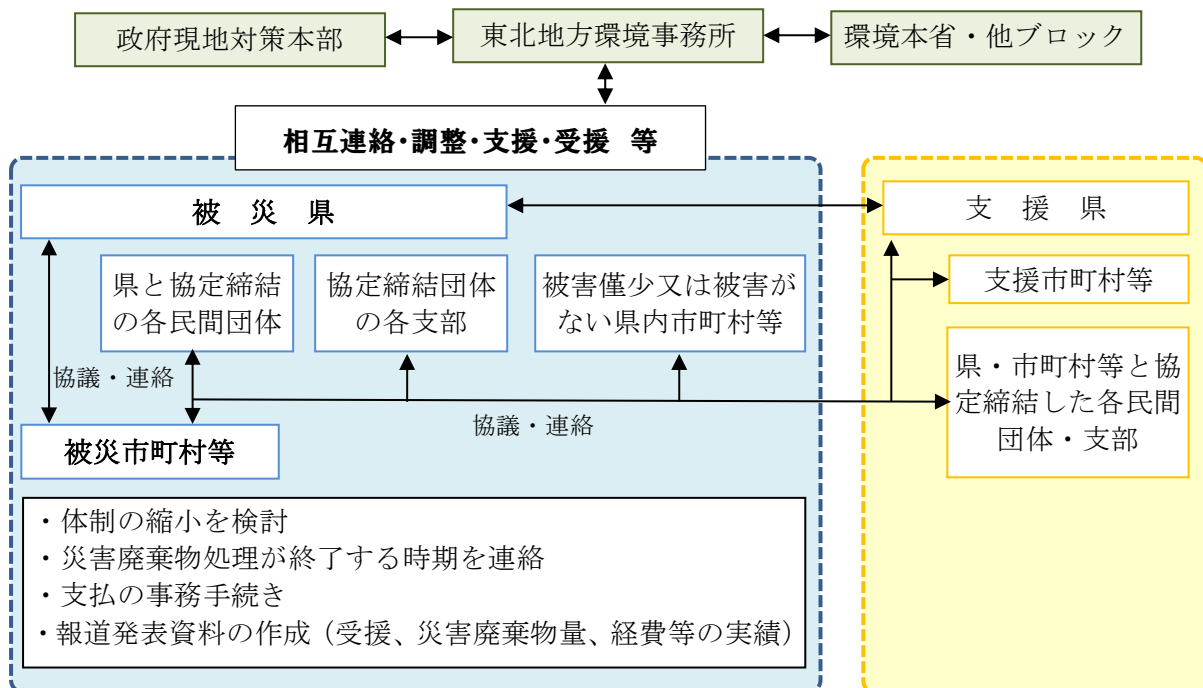 政府現地対策本部
東北地方環境事務所
環境本省・他ブロック
相互連絡・調整・支援・受援 等
被 災 県
支 援 県
県と協定締結
の各民間団体
協定締結団体
の各支部
被害僅少又は被害が
ない県内市町村等
支援市町村等
協議・連絡
県・市町村等と協
定締結した各民間
団体・支部
協議・連絡
被災市町村等
・体制の縮小を検討
・災害廃棄物処理が終了する時期を連絡
・支払の事務手続き
・報道発表資料の作成（受援、災害廃棄物量、経費等の実績）